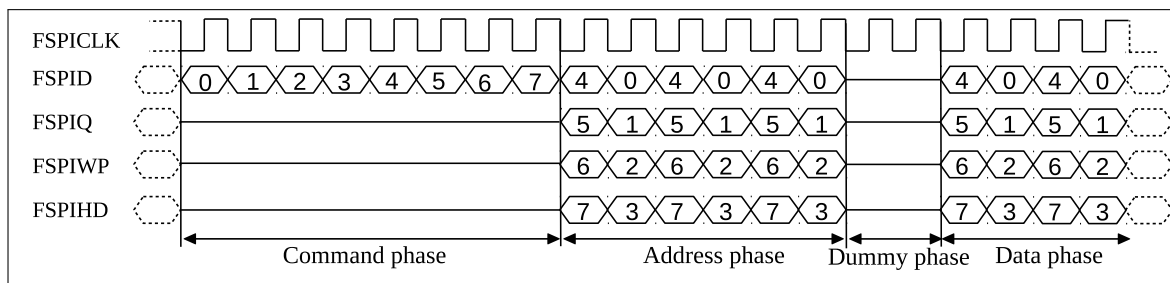 FSPICLK
FSPID 0 1 2 3 4 5 6 7 4 0 4 0 4 0 4 0 4 0
FSPIQ 5 1 5 1 5 1 5 1 5 1
FSPIWP 6 2 6 2 6 2 6 2 6 2
FSPIHD 7 3 7 3 7 3 7 3 7 3
Command phase Address phase Dummy phase Data phase